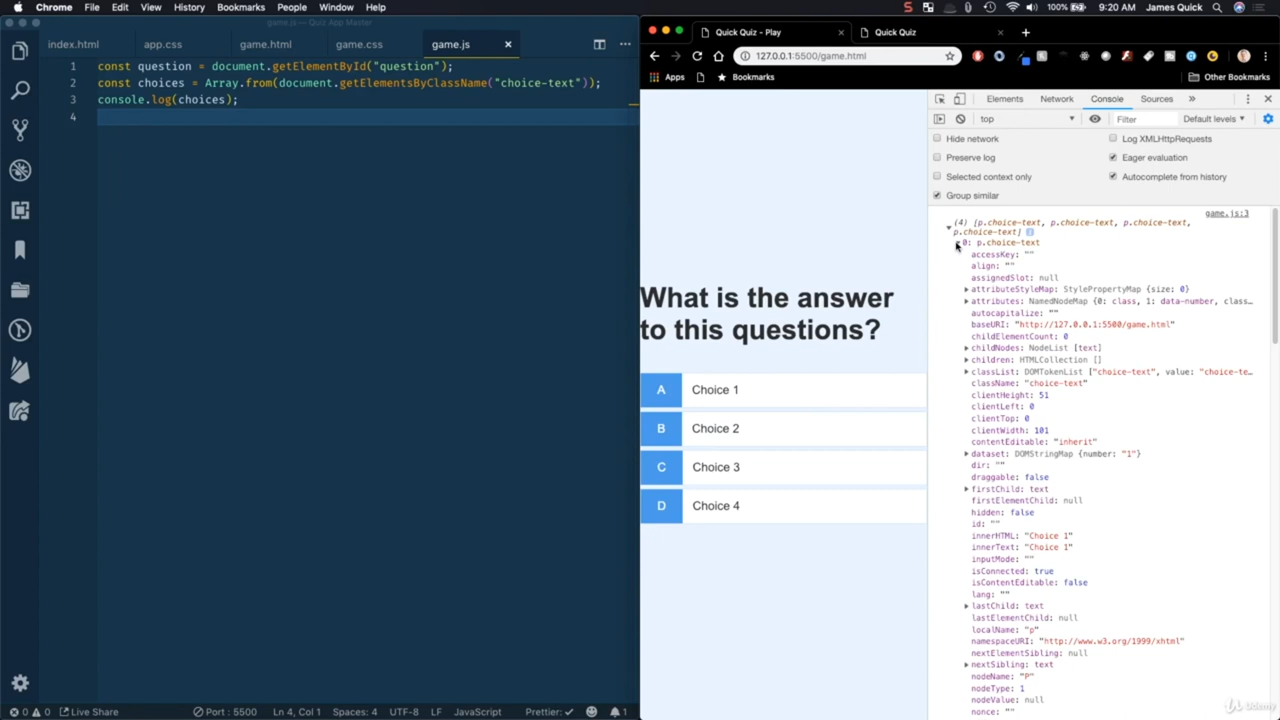 Chrome File Edit View History Bookmarks People Window Help
100% Fri 9:20 AM James Quick
game.js — Quiz App Master
index.html app.css game.html game.css game.js
1 const question = document.getElementById("question");
2 const choices = Array.from(document.getElementsByClassName("choice-text"));
3 console.log(choices);
4
0 0 Live Share Port : 5500 Ln 4, Col 1 Spaces: 4 UTF-8 LF JavaScript Prettier: 1
Quick Quiz - Play Quick Quiz
127.0.0.1:5500/game.html
Apps Bookmarks Other Bookmarks
What is the answer
to this questions?
A Choice 1
B Choice 2
C Choice 3
D Choice 4
Elements Network Console Sources
top Filter Default levels
Hide network Log XMLHttpRequests
Preserve log Eager evaluation
Selected context only Autocomplete from history
Group similar
game.js:3
(4) [p.choice-text, p.choice-text, p.choice-text,
p.choice-text]
0: p.choice-text
accessKey: ""
align: ""
assignedSlot: null
attributeStyleMap: StylePropertyMap {size: 0}
attributes: NamedNodeMap {0: class, 1: data-number, class…
autocapitalize: ""
baseURI: "http://127.0.0.1:5500/game.html"
childElementCount: 0
childNodes: NodeList [text]
children: HTMLCollection []
classList: DOMTokenList ["choice-text", value: "choice-te…
className: "choice-text"
clientHeight: 51
clientLeft: 0
clientTop: 0
clientWidth: 101
contentEditable: "inherit"
dataset: DOMStringMap {number: "1"}
dir: ""
draggable: false
firstChild: text
firstElementChild: null
hidden: false
id: ""
innerHTML: "Choice 1"
innerText: "Choice 1"
inputMode: ""
isConnected: true
isContentEditable: false
lang: ""
lastChild: text
lastElementChild: null
localName: "p"
namespaceURI: "http://www.w3.org/1999/xhtml"
nextElementSibling: null
nextSibling: text
nodeName: "P"
nodeType: 1
nodeValue: null
nonce: ""
Udemy